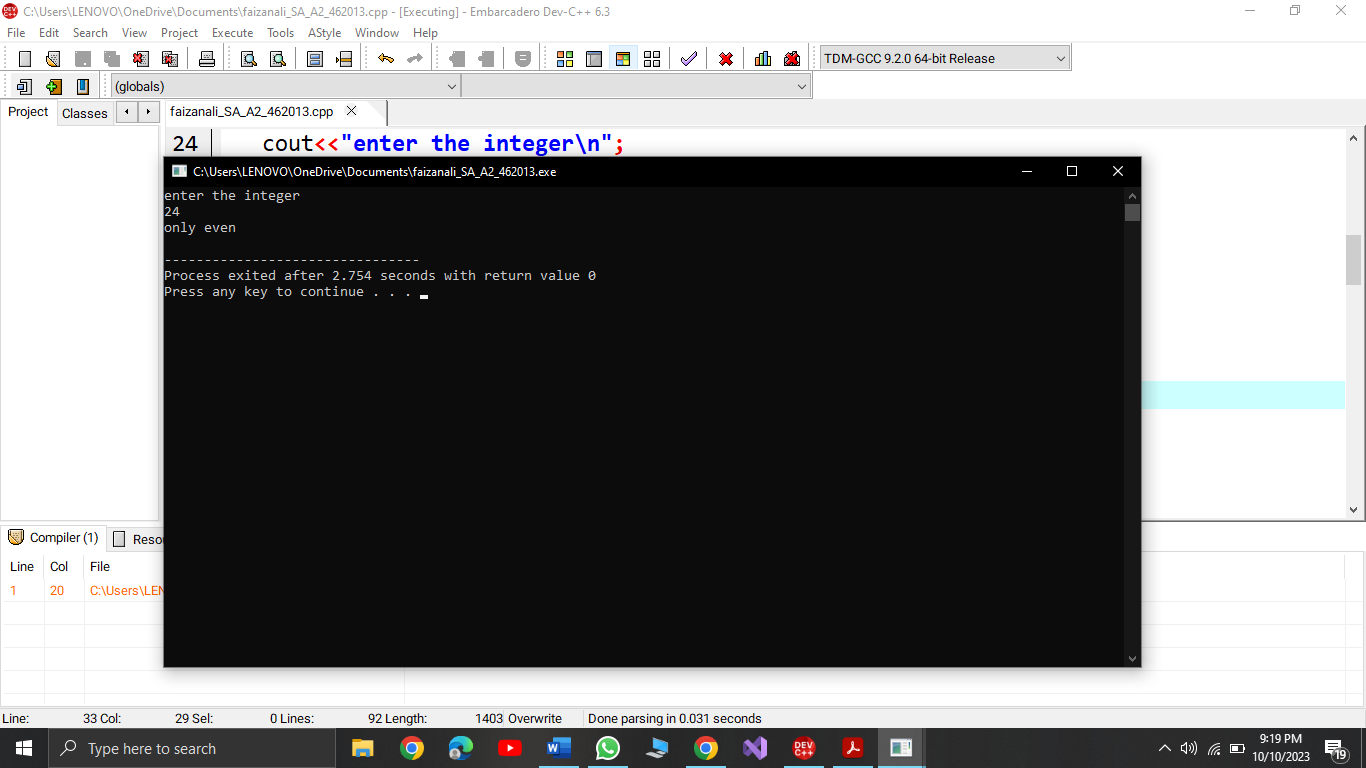 C:\Users\LENOVO\OneDrive\Documents\faizanali_SA_A2_462013.cpp - [Executing] - Embarcadero Dev-C++ 6.3
File Edit Search View Project Execute Tools AStyle Window Help
TDM-GCC 9.2.0 64-bit Release
(globals)
Project Classes
faizanali_SA_A2_462013.cpp
24 cout<<"enter the integer\n";
C:\Users\LENOVO\OneDrive\Documents\faizanali_SA_A2_462013.exe
enter the integer
24
only even
--------------------------------
Process exited after 2.754 seconds with return value 0
Press any key to continue . . .
Compiler (1) Resou
Line Col File
1 20 C:\Users\LEN
Line: 33 Col: 29 Sel: 0 Lines: 92 Length: 1403 Overwrite Done parsing in 0.031 seconds
Type here to search
DEV C++
9:19 PM
10/10/2023
19